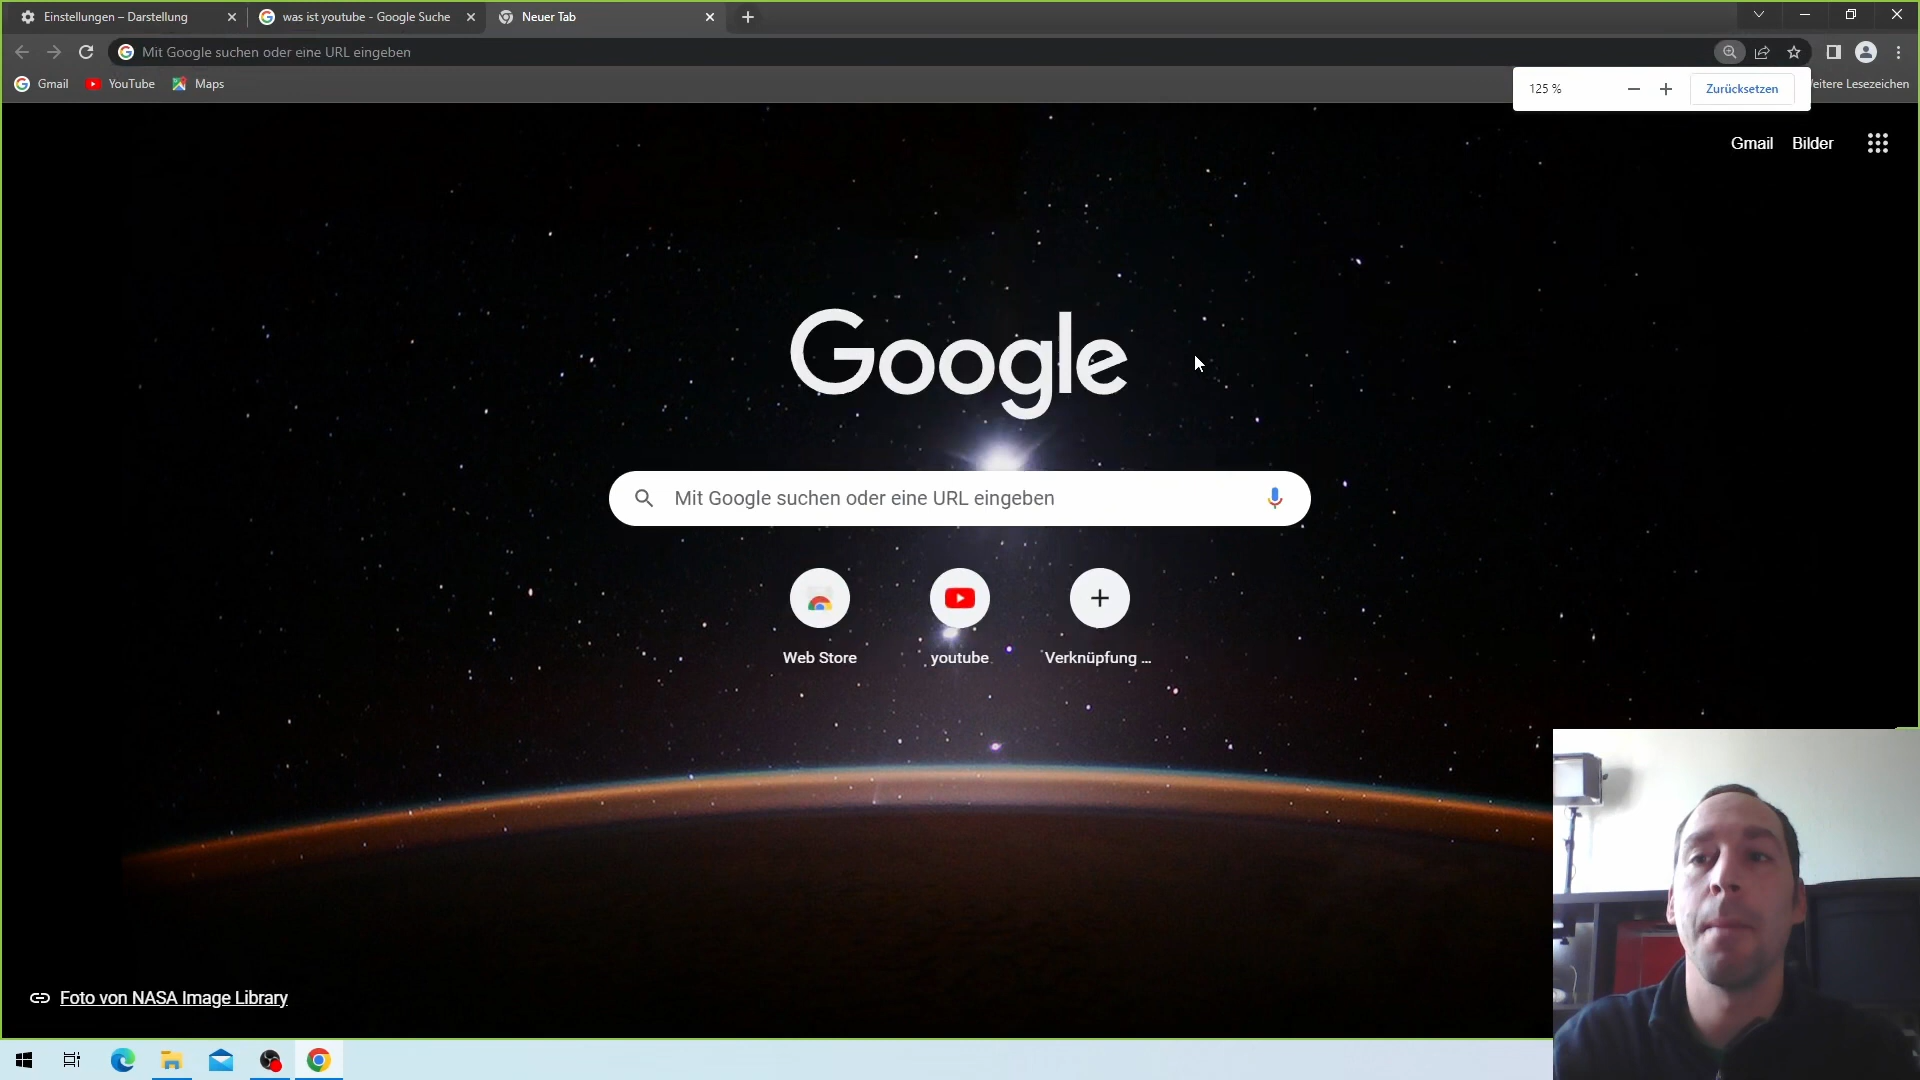 Einstellungen – Darstellung
was ist youtube - Google Suche
Neuer Tab
Mit Google suchen oder eine URL eingeben
Gmail
YouTube
Maps
125 %
Zurücksetzen
eitere Lesezeichen
Gmail
Bilder
Google
Mit Google suchen oder eine URL eingeben
Web Store
youtube
Verknüpfung ...
Foto von NASA Image Library